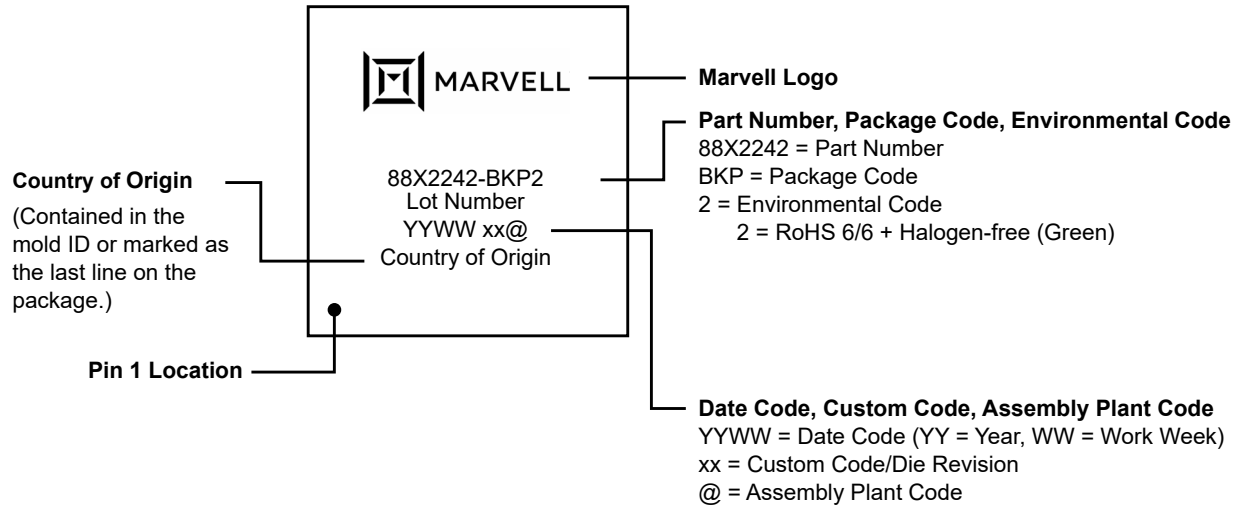 MARVELL
88X2242-BKP2
Lot Number
YYWW xx@
Country of Origin
Country of Origin
(Contained in the
mold ID or marked as
the last line on the
package.)
Pin 1 Location
Marvell Logo
Part Number, Package Code, Environmental Code
88X2242 = Part Number
BKP = Package Code
2 = Environmental Code
2 = RoHS 6/6 + Halogen-free (Green)
Date Code, Custom Code, Assembly Plant Code
YYWW = Date Code (YY = Year, WW = Work Week)
xx = Custom Code/Die Revision
@ = Assembly Plant Code